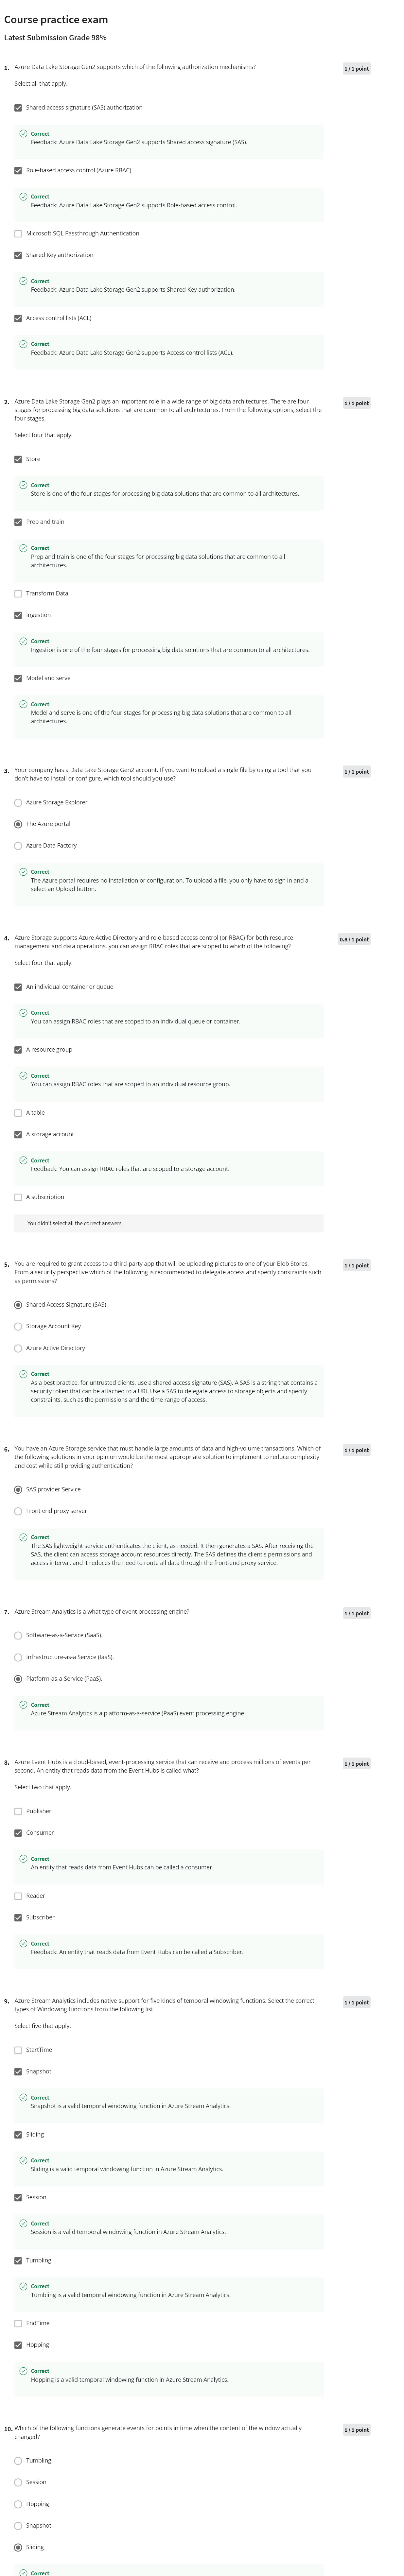 Course practice exam
Latest Submission Grade 98%
1. Azure Data Lake Storage Gen2 supports which of the following authorization mechanisms?
1 / 1 point
Select all that apply.
Shared access signature (SAS) authorization
Correct
Feedback: Azure Data Lake Storage Gen2 supports Shared access signature (SAS).
Role-based access control (Azure RBAC)
Correct
Feedback: Azure Data Lake Storage Gen2 supports Role-based access control.
Microsoft SQL Passthrough Authentication
Shared Key authorization
Correct
Feedback: Azure Data Lake Storage Gen2 supports Shared Key authorization.
Access control lists (ACL)
Correct
Feedback: Azure Data Lake Storage Gen2 supports Access control lists (ACL).
2. Azure Data Lake Storage Gen2 plays an important role in a wide range of big data architectures. There are four
stages for processing big data solutions that are common to all architectures. From the following options, select the
four stages.
1 / 1 point
Select four that apply.
Store
Correct
Store is one of the four stages for processing big data solutions that are common to all architectures.
Prep and train
Correct
Prep and train is one of the four stages for processing big data solutions that are common to all
architectures.
Transform Data
Ingestion
Correct
Ingestion is one of the four stages for processing big data solutions that are common to all architectures.
Model and serve
Correct
Model and serve is one of the four stages for processing big data solutions that are common to all
architectures.
3. Your company has a Data Lake Storage Gen2 account. If you want to upload a single file by using a tool that you
don't have to install or configure, which tool should you use?
1 / 1 point
Azure Storage Explorer
The Azure portal
Azure Data Factory
Correct
The Azure portal requires no installation or configuration. To upload a file, you only have to sign in and a
select an Upload button.
4. Azure Storage supports Azure Active Directory and role-based access control (or RBAC) for both resource
management and data operations. you can assign RBAC roles that are scoped to which of the following?
0.8 / 1 point
Select four that apply.
An individual container or queue
Correct
You can assign RBAC roles that are scoped to an individual queue or container.
A resource group
Correct
You can assign RBAC roles that are scoped to an individual resource group.
A table
A storage account
Correct
Feedback: You can assign RBAC roles that are scoped to a storage account.
A subscription
You didn't select all the correct answers
5. You are required to grant access to a third-party app that will be uploading pictures to one of your Blob Stores.
From a security perspective which of the following is recommended to delegate access and specify constraints such
as permissions?
1 / 1 point
Shared Access Signature (SAS)
Storage Account Key
Azure Active Directory
Correct
As a best practice, for untrusted clients, use a shared access signature (SAS). A SAS is a string that contains a
security token that can be attached to a URI. Use a SAS to delegate access to storage objects and specify
constraints, such as the permissions and the time range of access.
6. You have an Azure Storage service that must handle large amounts of data and high-volume transactions. Which of
the following solutions in your opinion would be the most appropriate solution to implement to reduce complexity
and cost while still providing authentication?
1 / 1 point
SAS provider Service
Front end proxy server
Correct
The SAS lightweight service authenticates the client, as needed. It then generates a SAS. After receiving the
SAS, the client can access storage account resources directly. The SAS defines the client's permissions and
access interval, and it reduces the need to route all data through the front-end proxy service.
7. Azure Stream Analytics is a what type of event processing engine?
1 / 1 point
Software-as-a-Service (SaaS).
Infrastructure-as-a Service (IaaS).
Platform-as-a-Service (PaaS).
Correct
Azure Stream Analytics is a platform-as-a-service (PaaS) event processing engine
8. Azure Event Hubs is a cloud-based, event-processing service that can receive and process millions of events per
second. An entity that reads data from the Event Hubs is called what?
1 / 1 point
Select two that apply.
Publisher
Consumer
Correct
An entity that reads data from Event Hubs can be called a consumer.
Reader
Subscriber
Correct
Feedback: An entity that reads data from Event Hubs can be called a Subscriber.
9. Azure Stream Analytics includes native support for five kinds of temporal windowing functions. Select the correct
types of Windowing functions from the following list.
1 / 1 point
Select five that apply.
StartTime
Snapshot
Correct
Snapshot is a valid temporal windowing function in Azure Stream Analytics.
Sliding
Correct
Sliding is a valid temporal windowing function in Azure Stream Analytics.
Session
Correct
Session is a valid temporal windowing function in Azure Stream Analytics.
Tumbling
Correct
Tumbling is a valid temporal windowing function in Azure Stream Analytics.
EndTime
Hopping
Correct
Hopping is a valid temporal windowing function in Azure Stream Analytics.
10. Which of the following functions generate events for points in time when the content of the window actually
changed?
1 / 1 point
Tumbling
Session
Hopping
Snapshot
Sliding
Correct